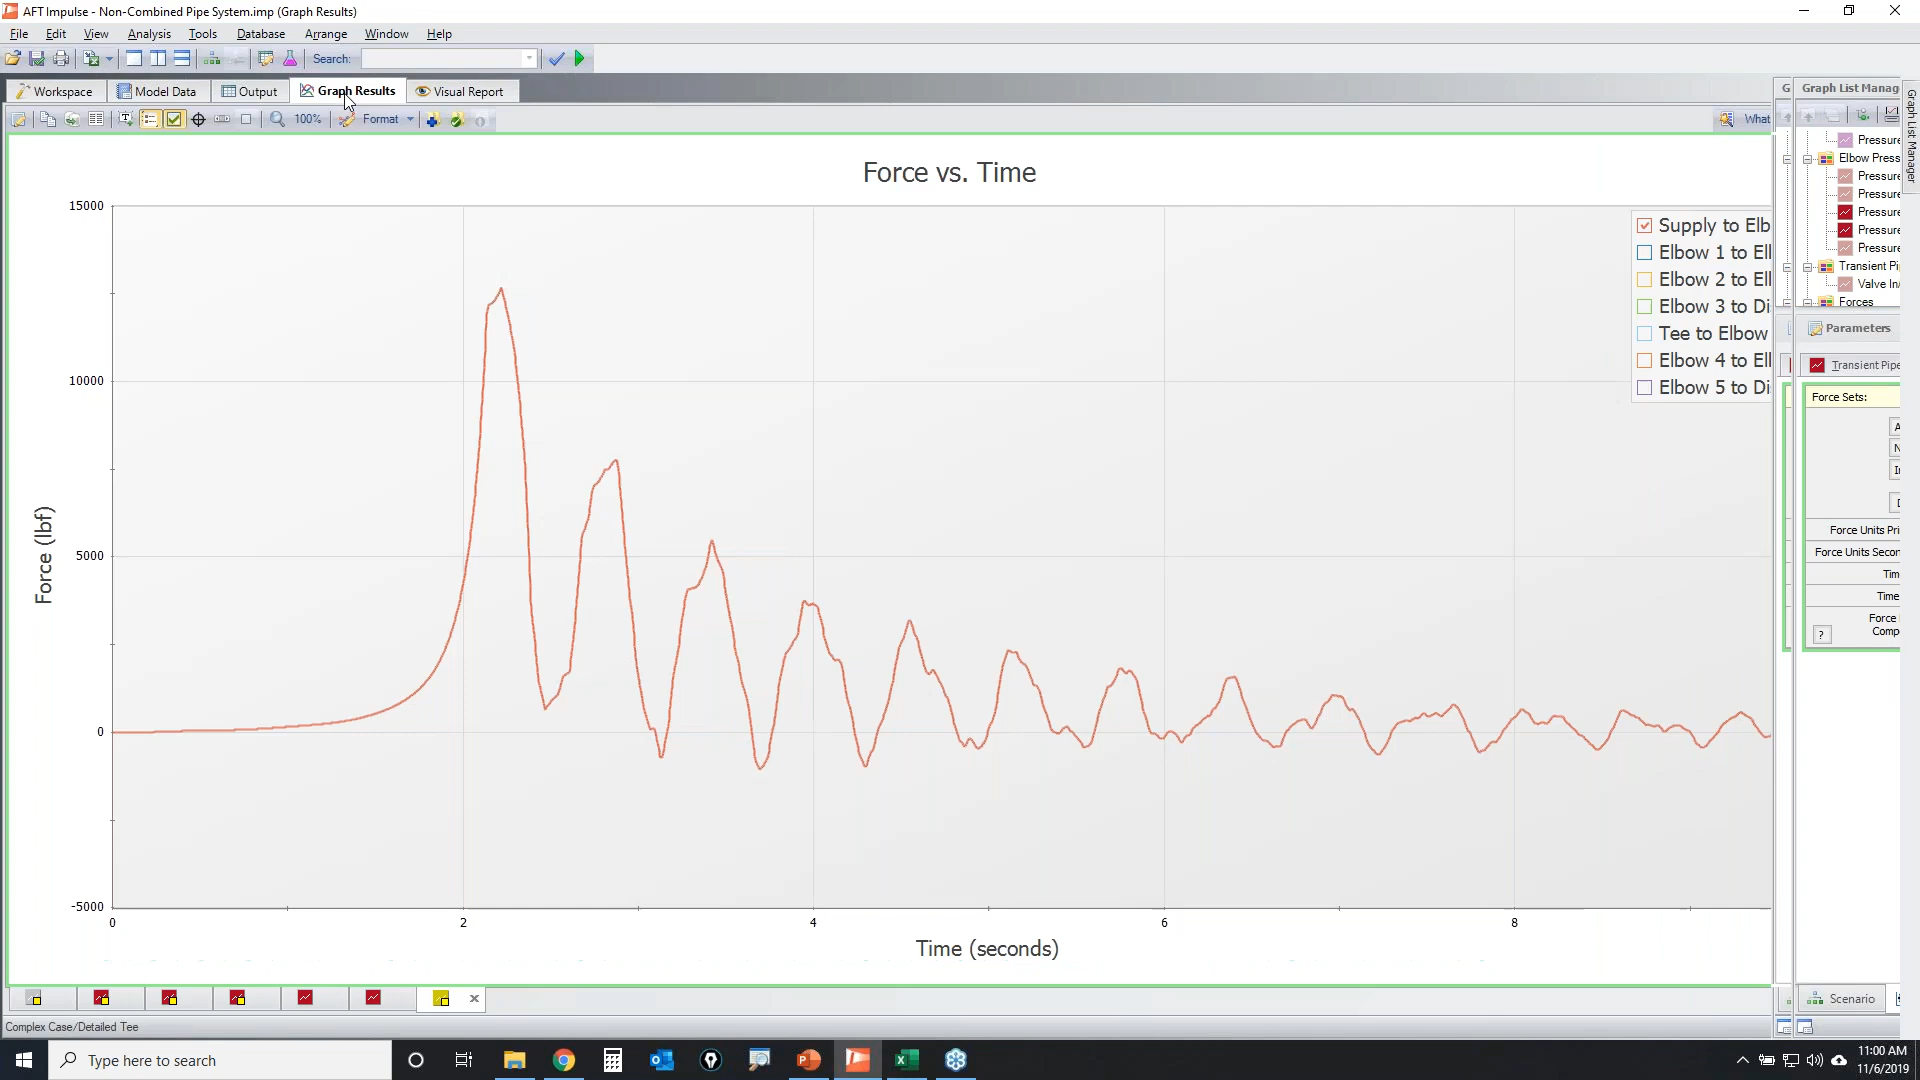 AFT Impulse - Non-Combined Pipe System.imp (Graph Results)
File Edit View Analysis Tools Database Arrange Window Help
Search:
Workspace Model Data Output Graph Results Visual Report
100% Format What
G Graph List Manag
Graph List Manager
Pressure
Elbow Press
Pressure
Pressure
Pressure
Pressure
Pressure
Transient Pi
Valve In/
Forces
Parameters
Transient Pipe
Force Sets:
A
N
I
D
Force Units Pri
Force Units Secon
Tim
Time
Force
Comp
?
Force vs. Time
15000
10000
5000
0
-5000
Force (lbf)
0 2 4 6 8
Time (seconds)
Supply to Elb
Elbow 1 to El
Elbow 2 to El
Elbow 3 to Di
Tee to Elbow
Elbow 4 to El
Elbow 5 to Di
Scenario
Complex Case/Detailed Tee
Type here to search
11:00 AM
11/6/2019